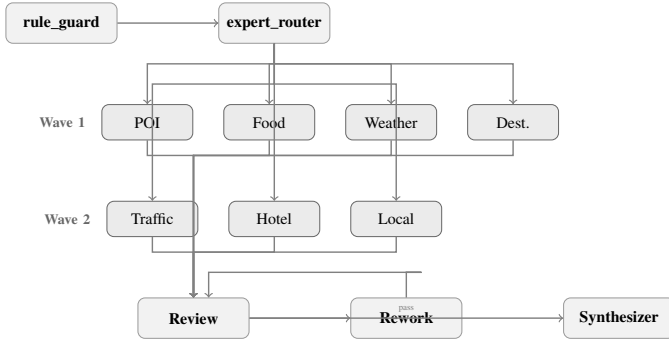 rule_guard expert_router
Wave 1 POI Food Weather Dest.
Wave 2 Traffic Hotel Local
pass
Review Rework Synthesizer